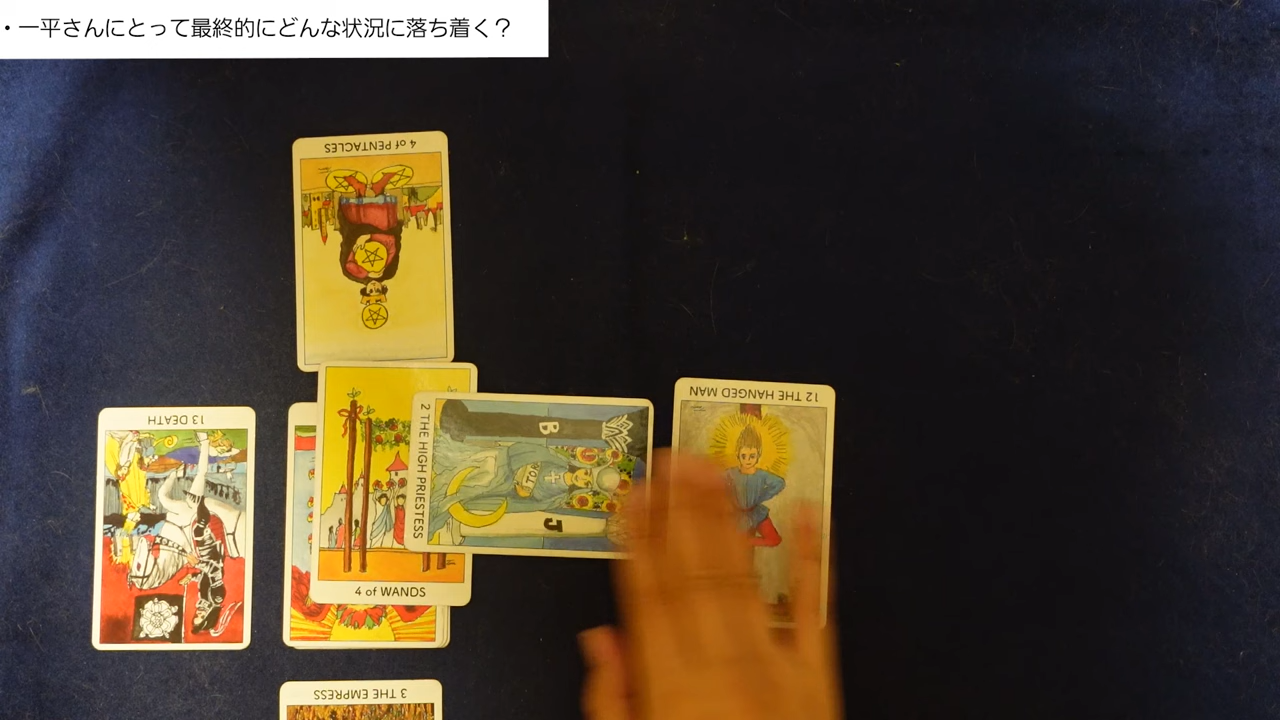 ・一平さんにとって最終的にどんな状況に落ち着く？
4 of PENTACLES
12 THE HANGED MAN
2 THE HIGH PRIESTESS
B
TOR
J
13 DEATH
4 of WANDS
3 THE EMPRESS